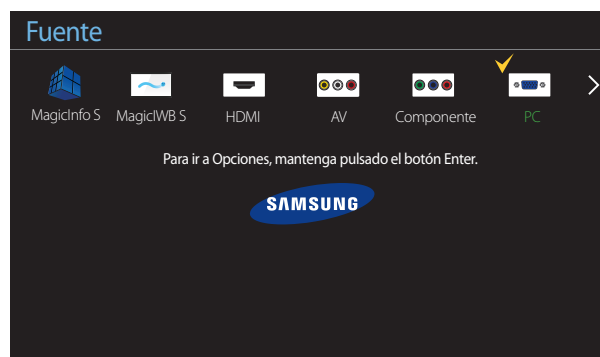 Fuente
MagicInfo S MagicIWB S HDMI AV Componente PC
Para ir a Opciones, mantenga pulsado el botón Enter.
SAMSUNG